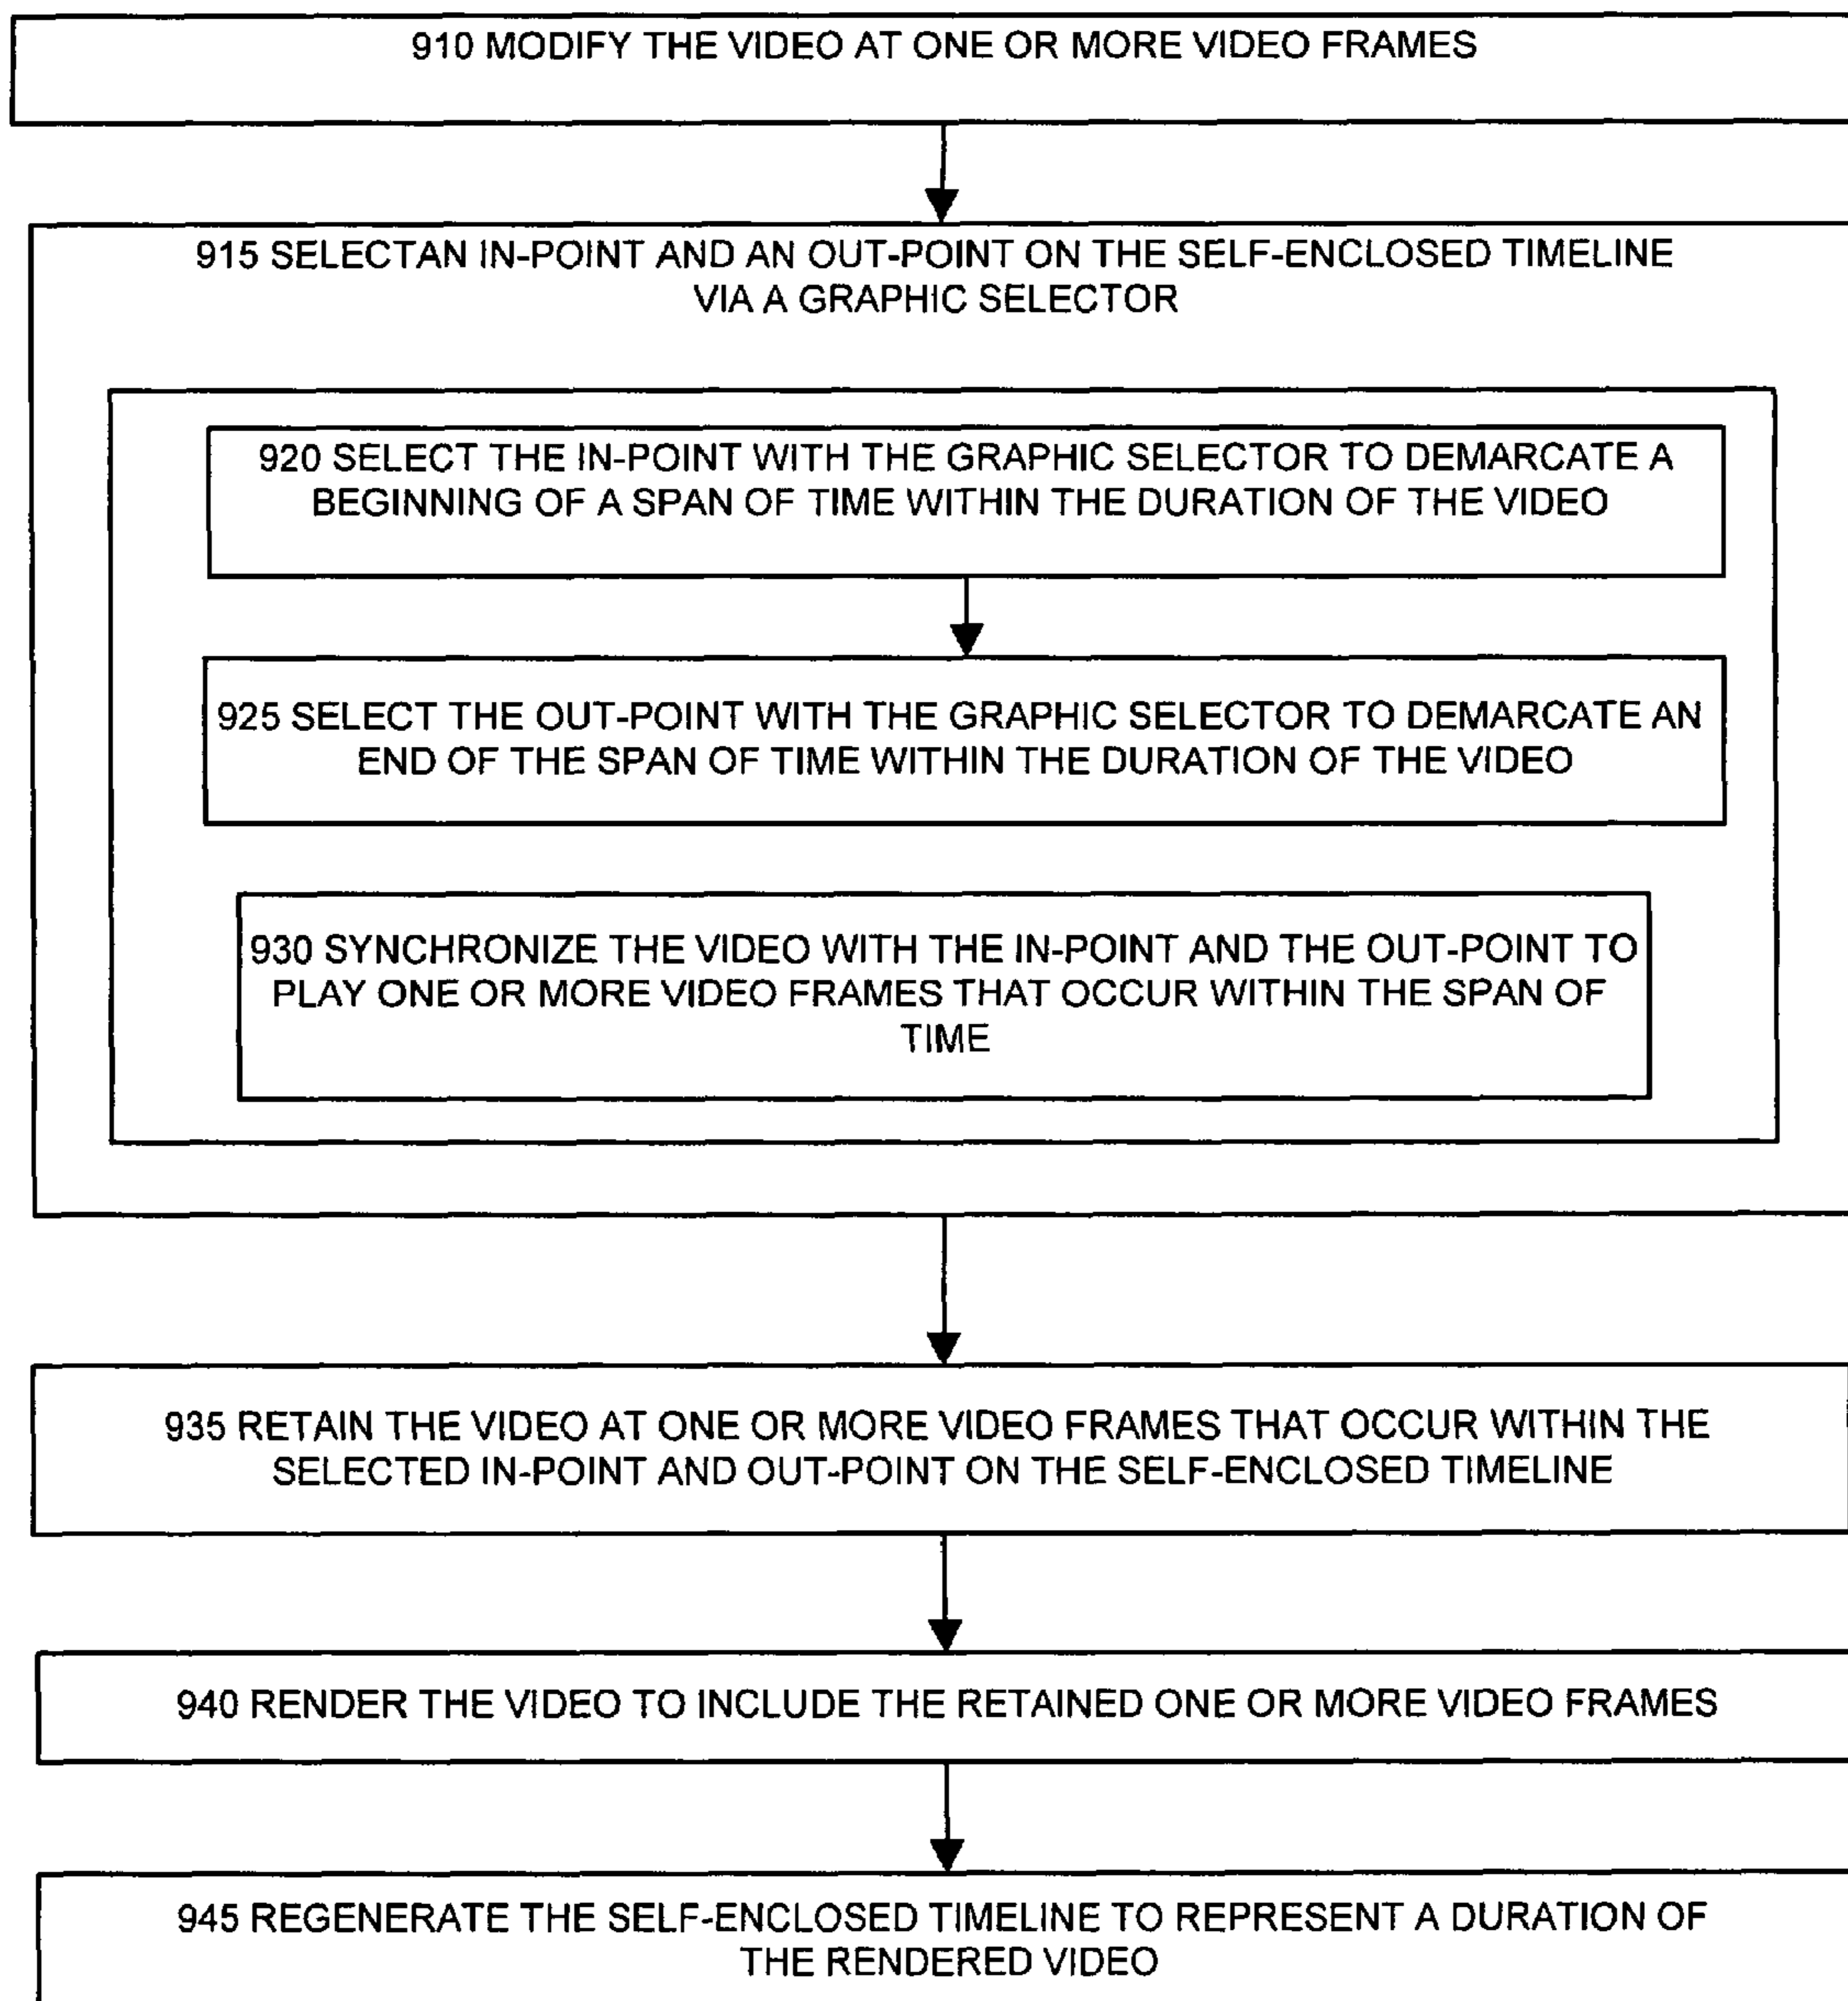 910 MODIFY THE VIDEO AT ONE OR MORE VIDEO FRAMES
915 SELECTAN IN-POINT AND AN OUT-POINT ON THE SELF-ENCLOSED TIMELINE
VIA A GRAPHIC SELECTOR
920 SELECT THE IN-POINT WITH THE GRAPHIC SELECTOR TO DEMARCATE A
BEGINNING OF A SPAN OF TIME WITHIN THE DURATION OF THE VIDEO
925 SELECT THE OUT-POINT WITH THE GRAPHIC SELECTOR TO DEMARCATE AN
END OF THE SPAN OF TIME WITHIN THE DURATION OF THE VIDEO
930 SYNCHRONIZE THE VIDEO WITH THE IN-POINT AND THE OUT-POINT TO
PLAY ONE OR MORE VIDEO FRAMES THAT OCCUR WITHIN THE SPAN OF
TIME
935 RETAIN THE VIDEO AT ONE OR MORE VIDEO FRAMES THAT OCCUR WITHIN THE
SELECTED IN-POINT AND OUT-POINT ON THE SELF-ENCLOSED TIMELINE
940 RENDER THE VIDEO TO INCLUDE THE RETAINED ONE OR MORE VIDEO FRAMES
945 REGENERATE THE SELF-ENCLOSED TIMELINE TO REPRESENT A DURATION OF
THE RENDERED VIDEO